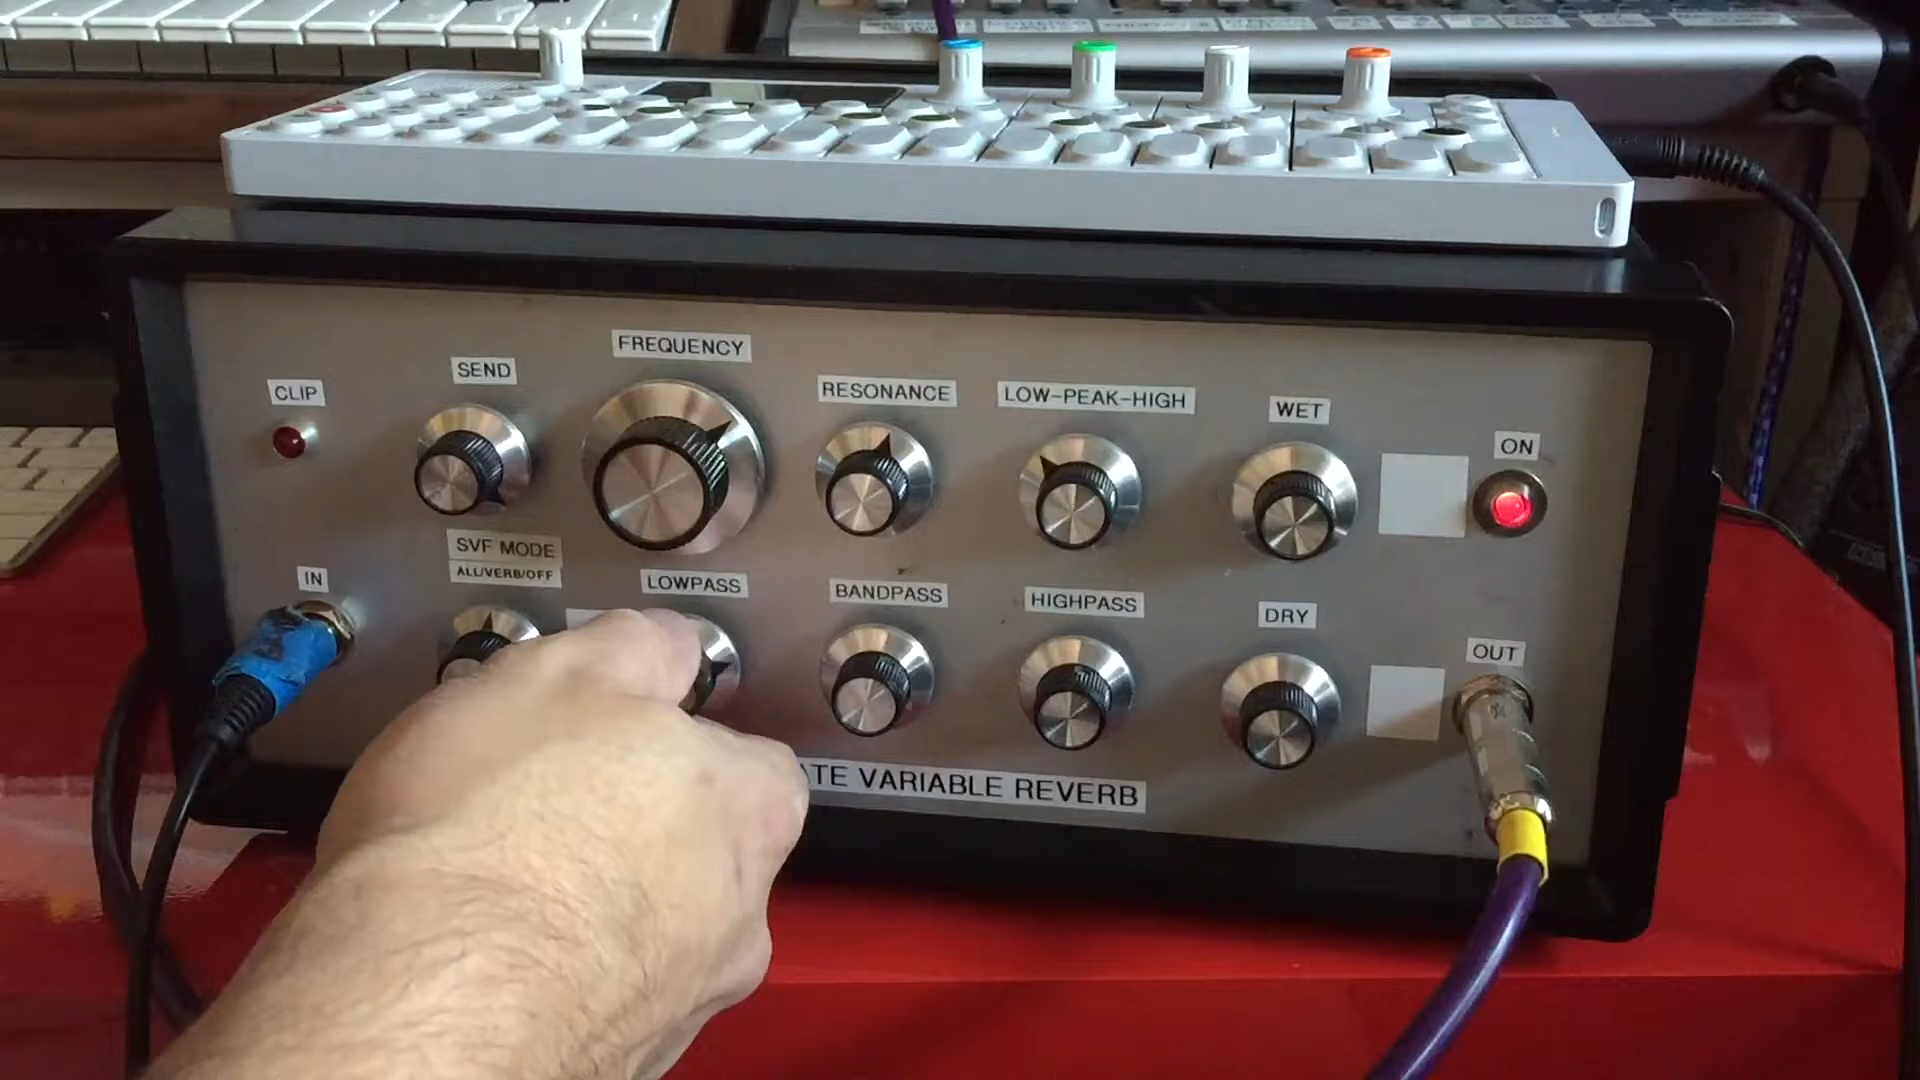 CLIP
SEND
FREQUENCY
RESONANCE
LOW-PEAK-HIGH
WET
ON
IN
SVF MODE
ALL/VERB/OFF
LOWPASS
BANDPASS
HIGHPASS
DRY
OUT
ATE VARIABLE REVERB